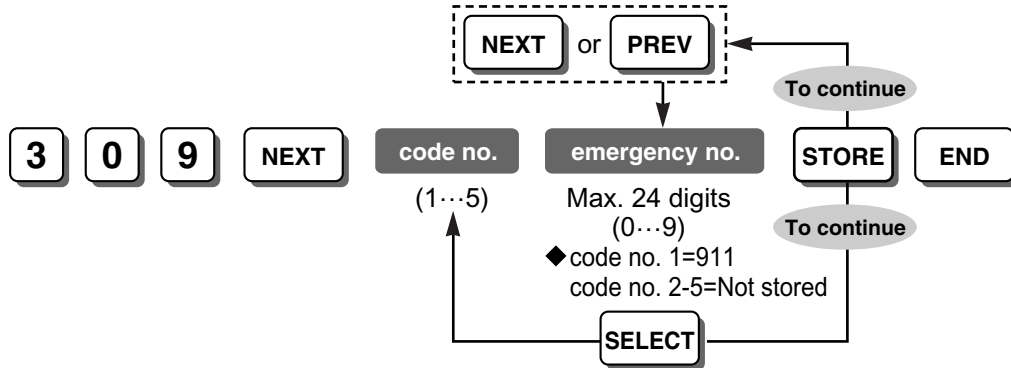 NEXT or PREV
To continue
3 0 9 NEXT code no. emergency no. STORE END
(1···5) Max. 24 digits
(0···9)
To continue
◆code no. 1=911
code no. 2-5=Not stored
SELECT